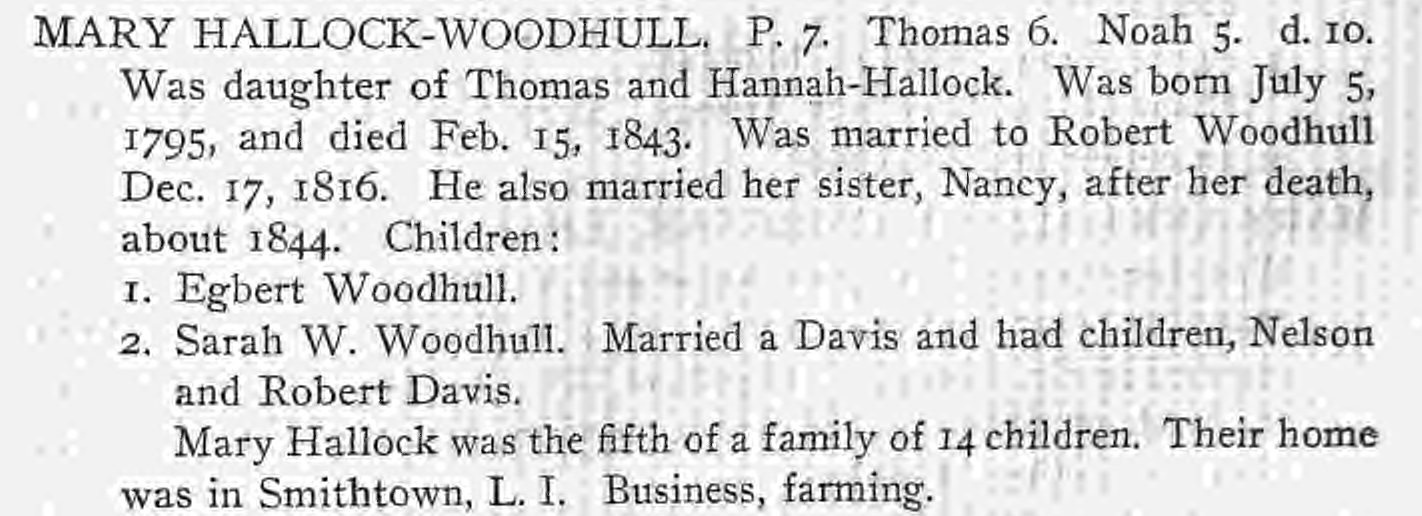 MARY HALLOCK-WOODHULL. P. 7. Thomas 6. Noah 5. d. 10.
Was daughter of Thomas and Hannah-Hallock. Was born July 5,
1795, and died Feb. 15, 1843. Was married to Robert Woodhull
Dec. 17, 1816. He also married her sister, Nancy, after her death,
about 1844. Children:
1. Egbert Woodhull.
2. Sarah W. Woodhull. Married a Davis and had children, Nelson
and Robert Davis.
Mary Hallock was the fifth of a family of 14 children. Their home
was in Smithtown, L. I. Business, farming.